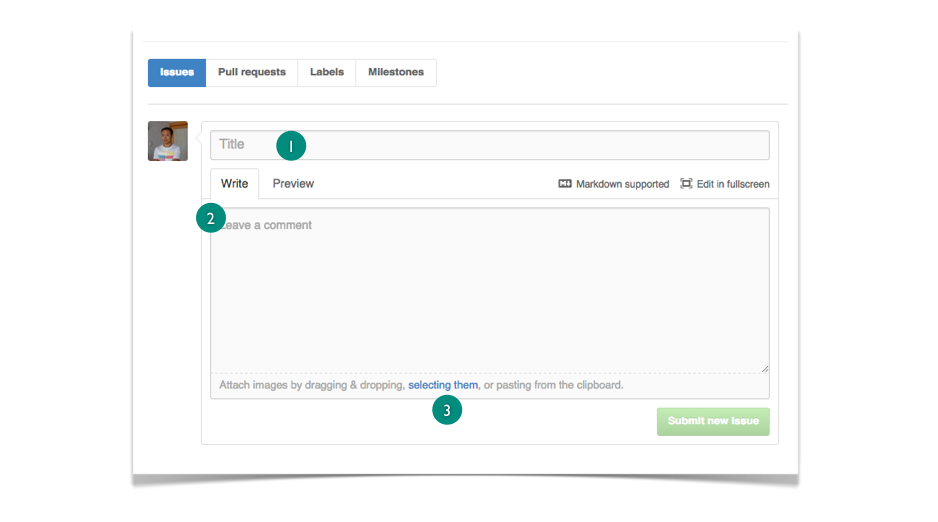 Issues Pull requests Labels Milestones
Title 1
Write Preview Markdown supported Edit in fullscreen
2 Leave a comment
Attach images by dragging & dropping, selecting them, or pasting from the clipboard.
3
Submit new issue